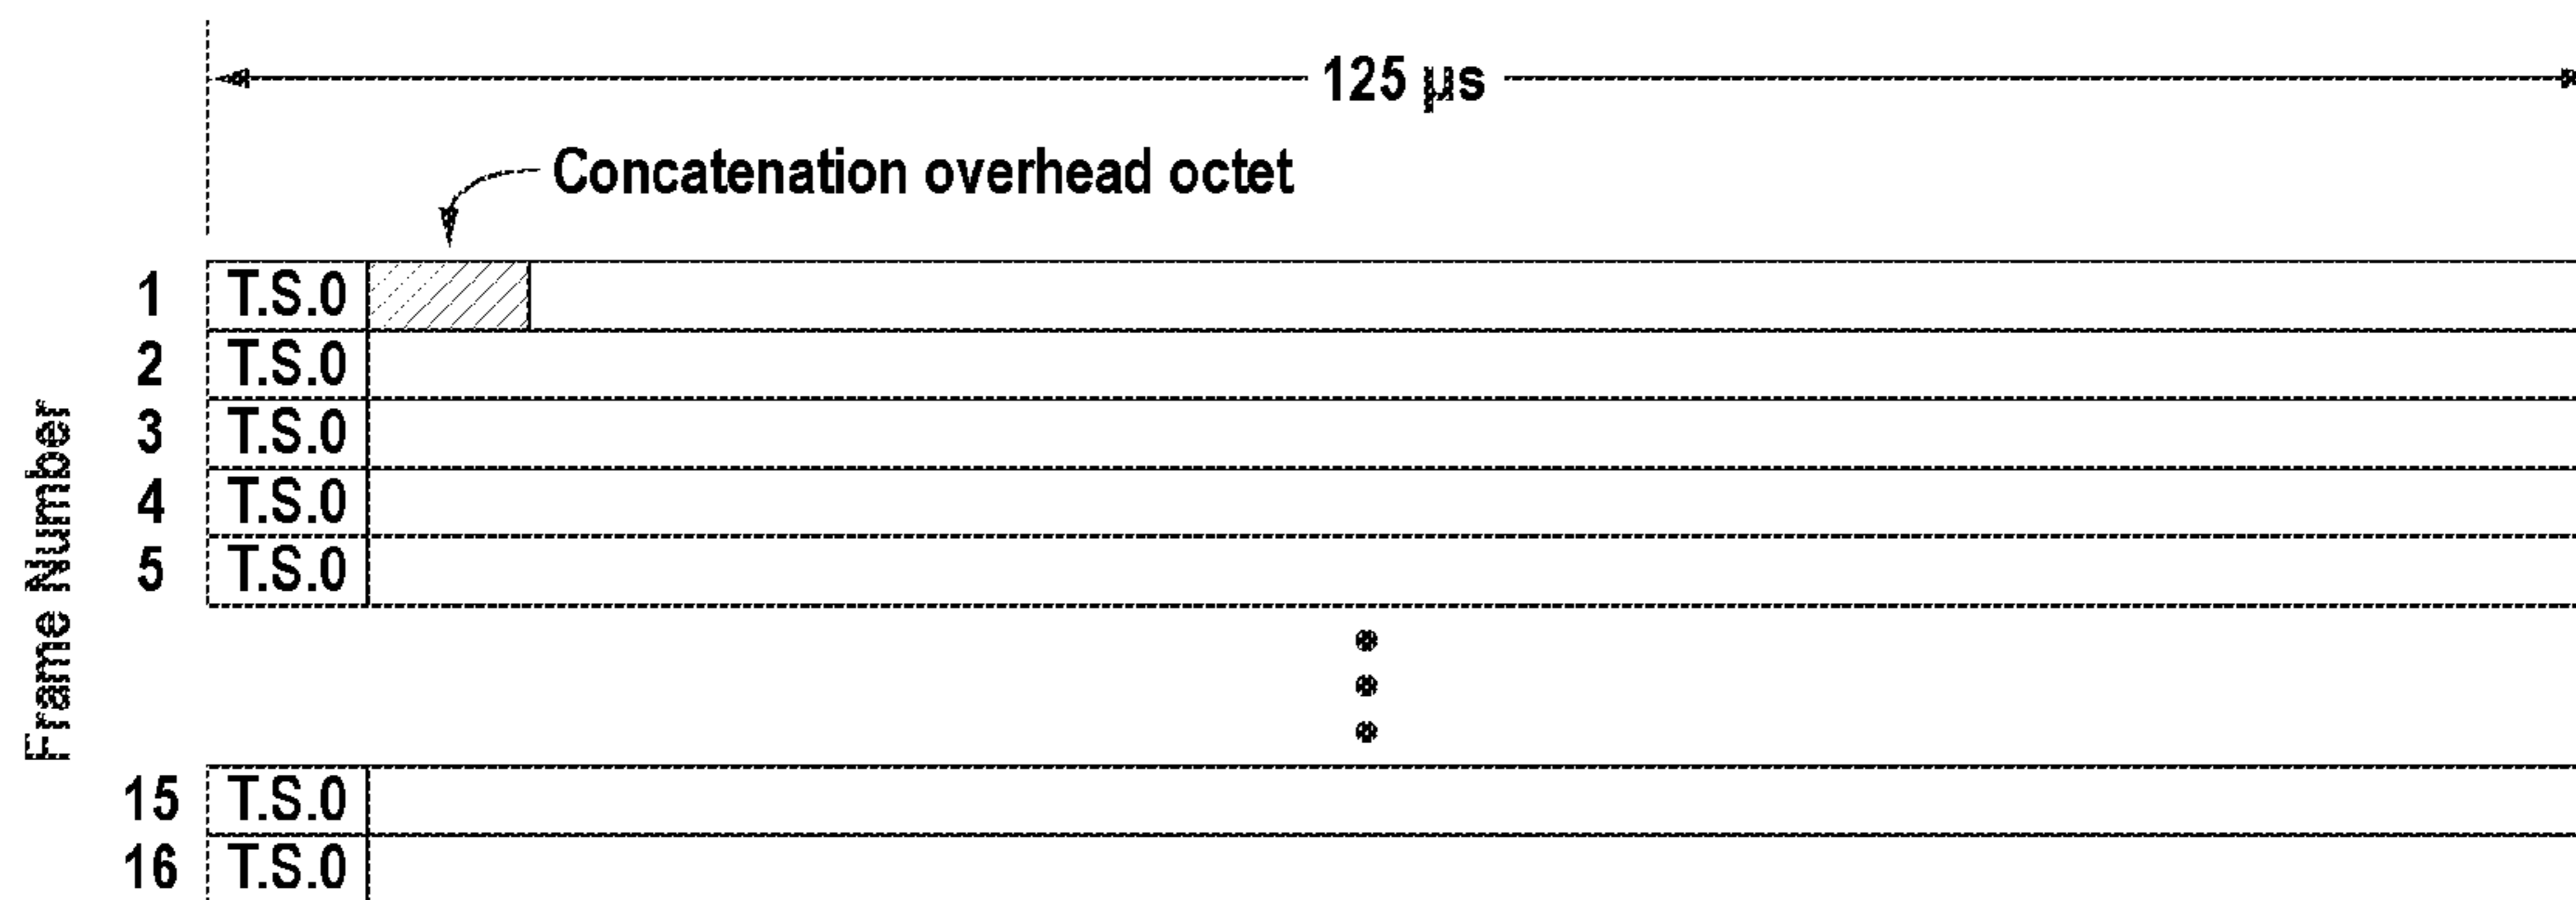 125 µs
Concatenation overhead octet
Frame Number
1 T.S.0
2 T.S.0
3 T.S.0
4 T.S.0
5 T.S.0
15 T.S.0
16 T.S.0